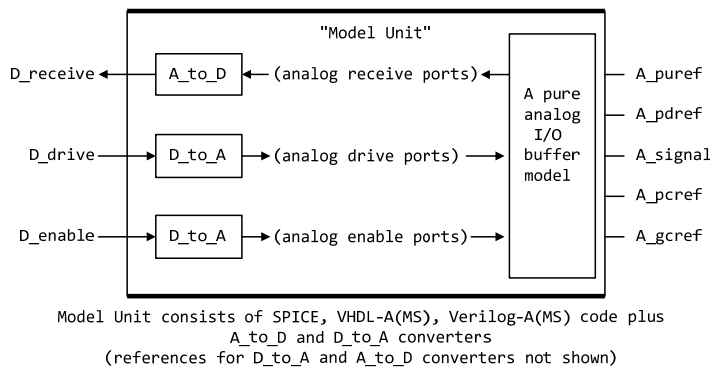 "Model Unit"
D_receive A_to_D (analog receive ports) A_puref
A pure
analog
I/O
buffer
model
A_pdref
D_drive D_to_A (analog drive ports) A_signal
A_pcref
D_enable D_to_A (analog enable ports) A_gcref
Model Unit consists of SPICE, VHDL-A(MS), Verilog-A(MS) code plus
A_to_D and D_to_A converters
(references for D_to_A and A_to_D converters not shown)